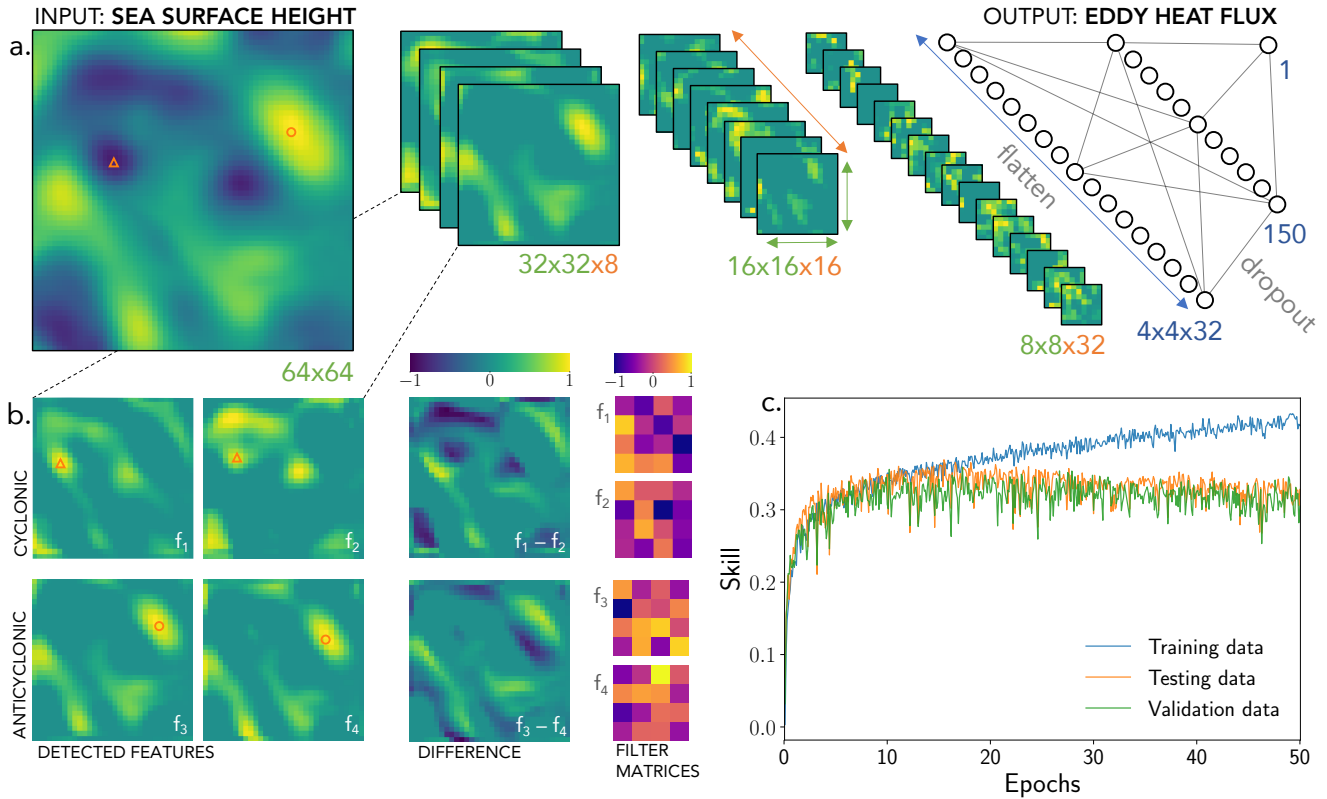 INPUT: SEA SURFACE HEIGHT
OUTPUT: EDDY HEAT FLUX
a.
64x64
32x32x8
16x16x16
8x8x32
flatten
4x4x32
150
1
dropout
b.
CYCLONIC
ANTICYCLONIC
f1
f2
f3
f4
DETECTED FEATURES
−1 0 1
f1 − f2
f3 − f4
DIFFERENCE
−1 0 1
f1
f2
f3
f4
FILTER
MATRICES
c.
Skill
0.4
0.3
0.2
0.1
0.0
0 10 20 30 40 50
Epochs
Training data
Testing data
Validation data